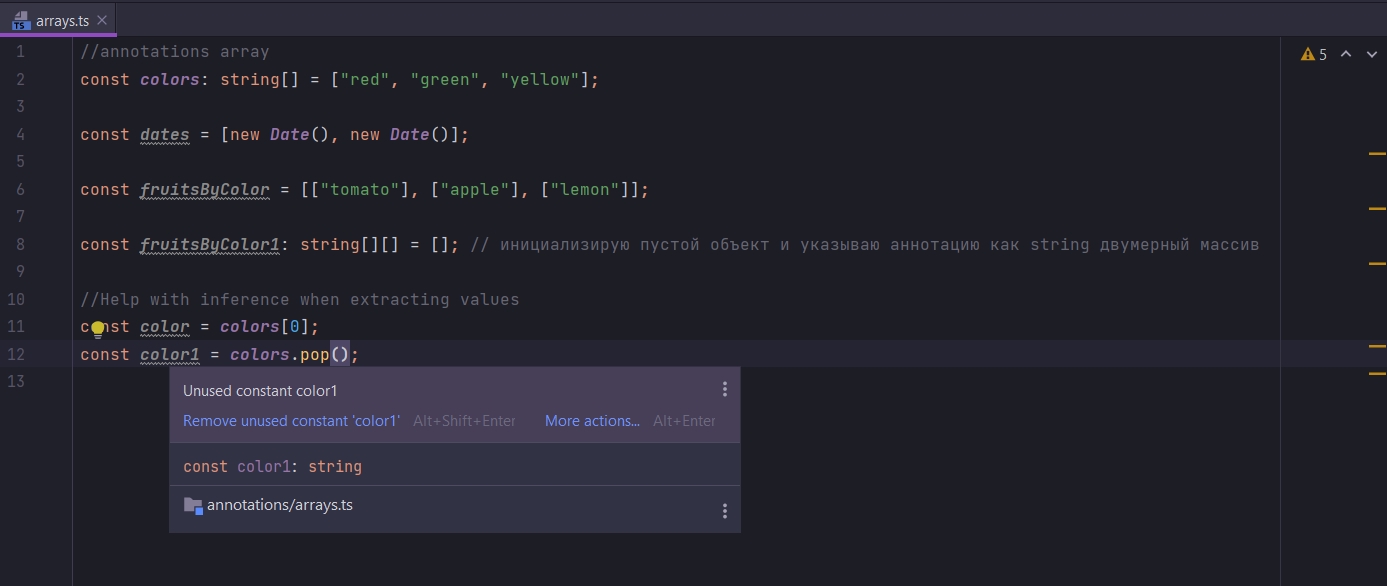 arrays.ts
1 //annotations array
2 const colors: string[] = ["red", "green", "yellow"];
3
4 const dates = [new Date(), new Date()];
5
6 const fruitsByColor = [["tomato"], ["apple"], ["lemon"]];
7
8 const fruitsByColor1: string[][] = []; // инициализирую пустой объект и указываю аннотацию как string двумерный массив
9
10 //Help with inference when extracting values
11 const color = colors[0];
12 const color1 = colors.pop();
13
5
Unused constant color1
Remove unused constant 'color1' Alt+Shift+Enter More actions... Alt+Enter
const color1: string
annotations/arrays.ts